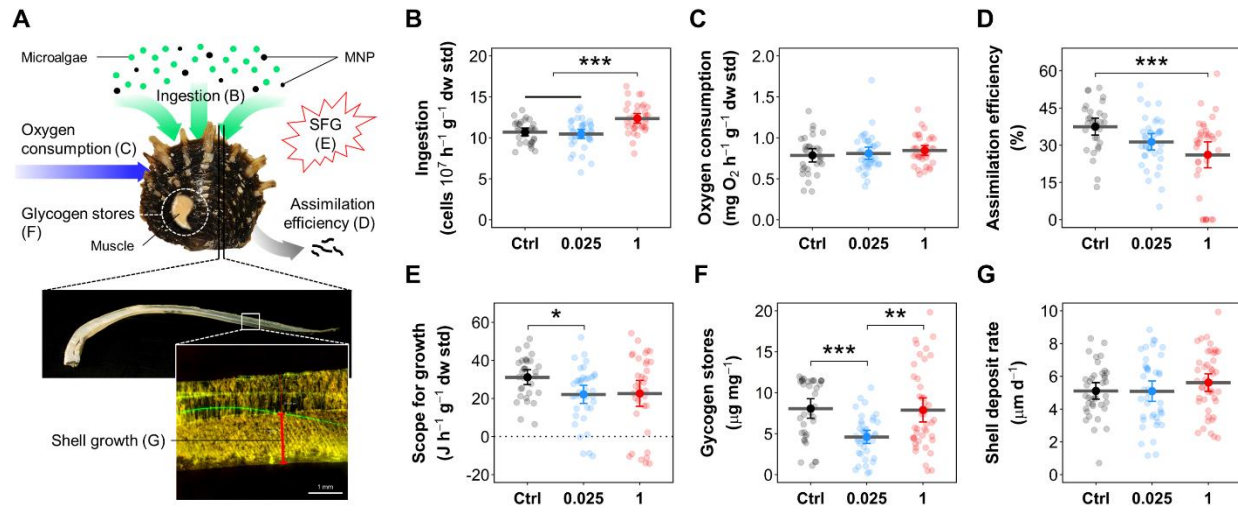 A
Microalgae
MNP
Ingestion (B)
Oxygen
consumption (C)
SFG
(E)
Glycogen stores
(F)
Muscle
Assimilation
efficiency (D)
Shell growth (G)
1 mm
B
Ingestion
(cells 10⁷ h⁻¹ g⁻¹ dw std)
20
15
10
5
0
***
Ctrl 0.025 1
C
Oxygen consumption
(mg O₂ h⁻¹ g⁻¹ dw std)
2.0
1.5
1.0
0.5
0.0
Ctrl 0.025 1
D
Assimilation efficiency
(%)
60
45
30
15
0
***
Ctrl 0.025 1
E
Scope for growth
(J h⁻¹ g⁻¹ dw std)
60
40
20
0
-20
*
Ctrl 0.025 1
F
Gycogen stores
(μg mg⁻¹)
20
15
10
5
0
***
**
Ctrl 0.025 1
G
Shell deposit rate
(μm d⁻¹)
10
8
6
4
2
0
Ctrl 0.025 1